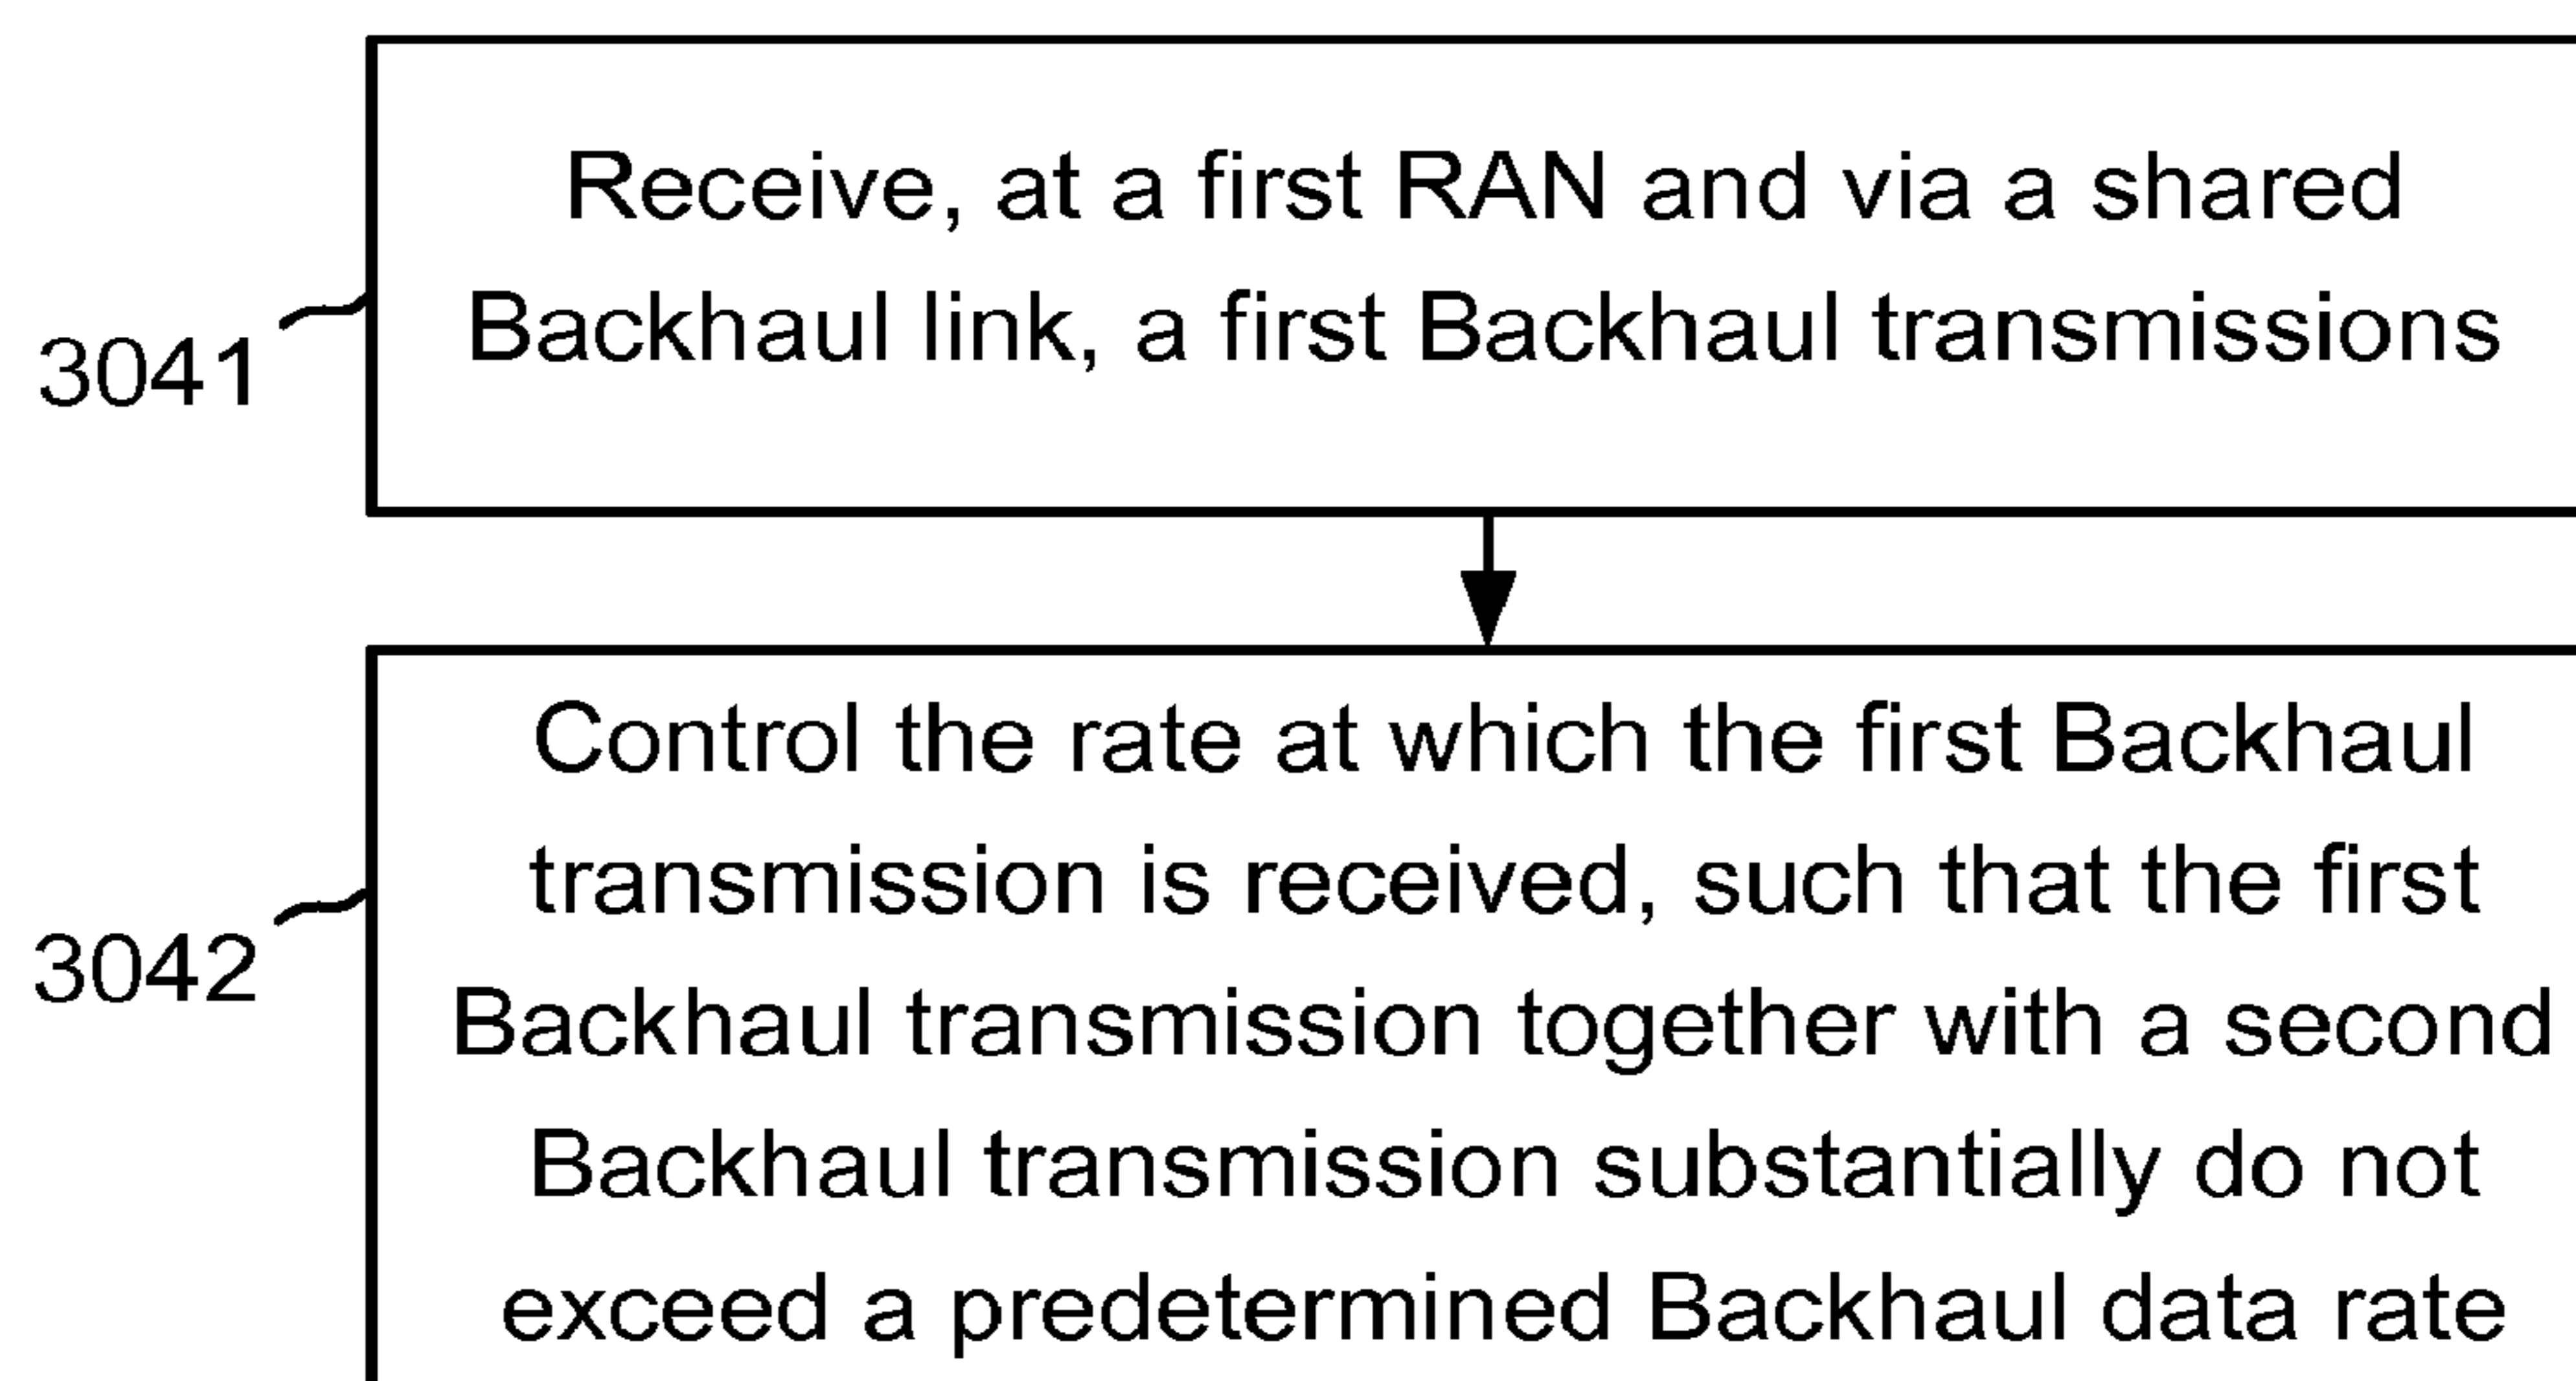 Receive, at a first RAN and via a shared
Backhaul link, a first Backhaul transmissions
3041
Control the rate at which the first Backhaul
transmission is received, such that the first
Backhaul transmission together with a second
Backhaul transmission substantially do not
exceed a predetermined Backhaul data rate
3042